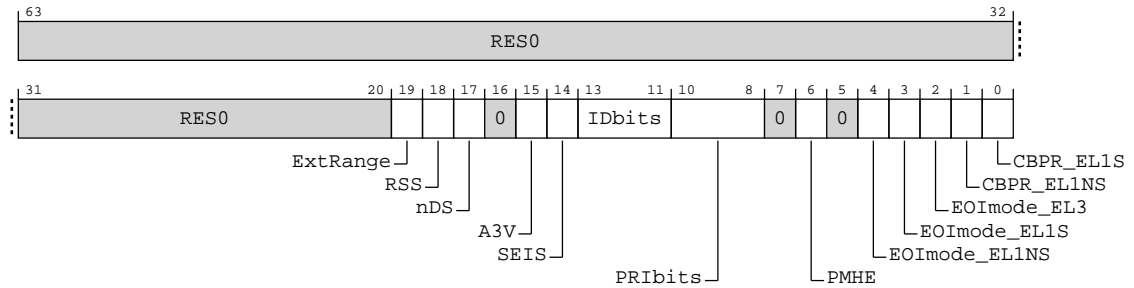 63 32
RES0
31 20 19 18 17 16 15 14 13 11 10 8 7 6 5 4 3 2 1 0
RES0 0 IDbits 0 0
ExtRange CBPR_EL1S
RSS CBPR_EL1NS
nDS EOImode_EL3
A3V EOImode_EL1S
SEIS EOImode_EL1NS
PRIbits PMHE